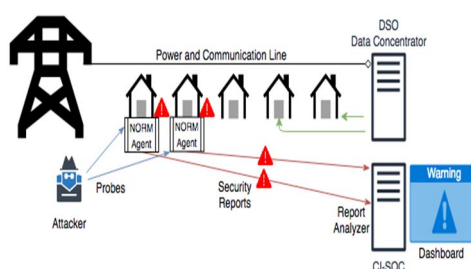 DSO
Data Concentrator
Power and Communication Line
NORM
Agent
NORM
Agent
Probes
Attacker
Security
Reports
Report
Analyzer
Warning
Dashboard
CI-SOC